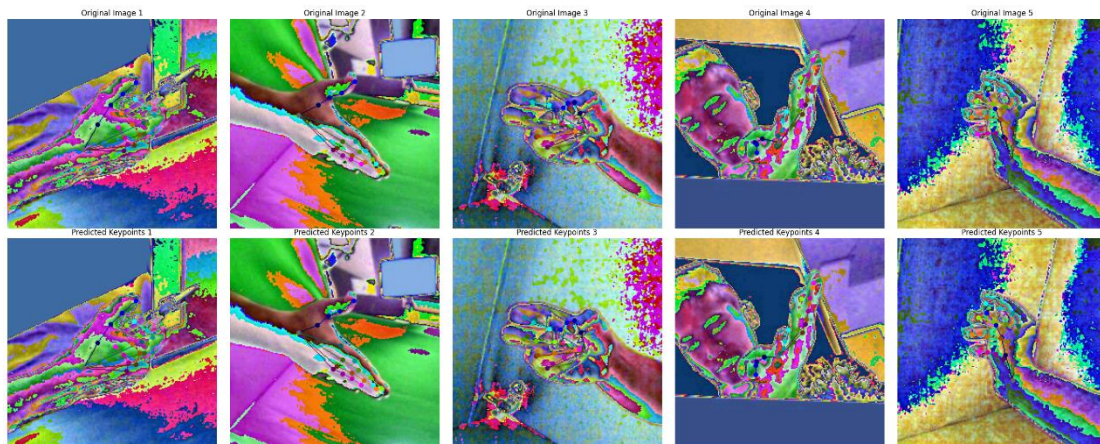 Original Image 1
Original Image 2
Original Image 3
Original Image 4
Original Image 5
Predicted Keypoints 1
Predicted Keypoints 2
Predicted Keypoints 3
Predicted Keypoints 4
Predicted Keypoints 5